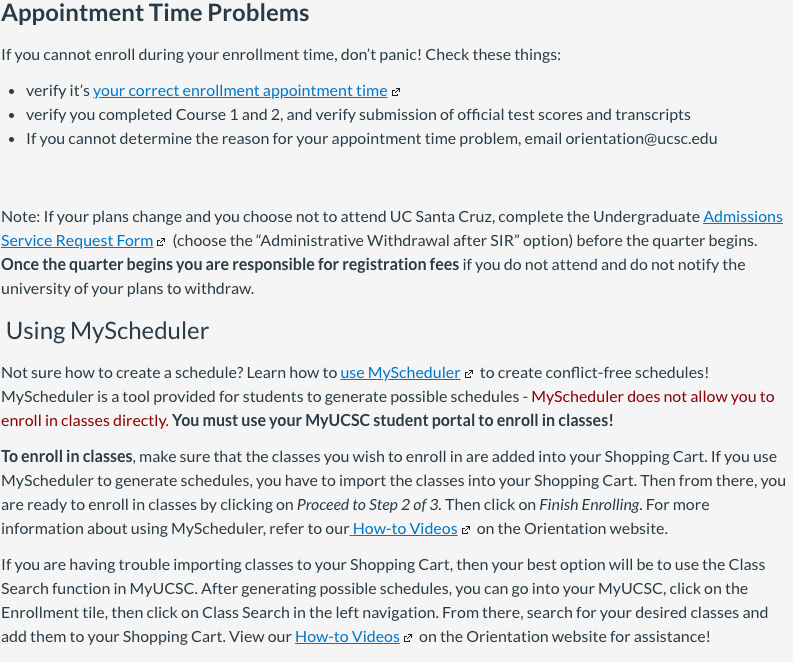 Appointment Time Problems
If you cannot enroll during your enrollment time, don't panic! Check these things:
• verify it's your correct enrollment appointment time
• verify you completed Course 1 and 2, and verify submission of official test scores and transcripts
• If you cannot determine the reason for your appointment time problem, email orientation@ucsc.edu
Note: If your plans change and you choose not to attend UC Santa Cruz, complete the Undergraduate Admissions
Service Request Form (choose the “Administrative Withdrawal after SIR” option) before the quarter begins.
Once the quarter begins you are responsible for registration fees if you do not attend and do not notify the
university of your plans to withdraw.
Using MyScheduler
Not sure how to create a schedule? Learn how to use MyScheduler to create conflict-free schedules!
MyScheduler is a tool provided for students to generate possible schedules - MyScheduler does not allow you to
enroll in classes directly. You must use your MyUCSC student portal to enroll in classes!
To enroll in classes, make sure that the classes you wish to enroll in are added into your Shopping Cart. If you use
MyScheduler to generate schedules, you have to import the classes into your Shopping Cart. Then from there, you
are ready to enroll in classes by clicking on Proceed to Step 2 of 3. Then click on Finish Enrolling. For more
information about using MyScheduler, refer to our How-to Videos on the Orientation website.
If you are having trouble importing classes to your Shopping Cart, then your best option will be to use the Class
Search function in MyUCSC. After generating possible schedules, you can go into your MyUCSC, click on the
Enrollment tile, then click on Class Search in the left navigation. From there, search for your desired classes and
add them to your Shopping Cart. View our How-to Videos on the Orientation website for assistance!